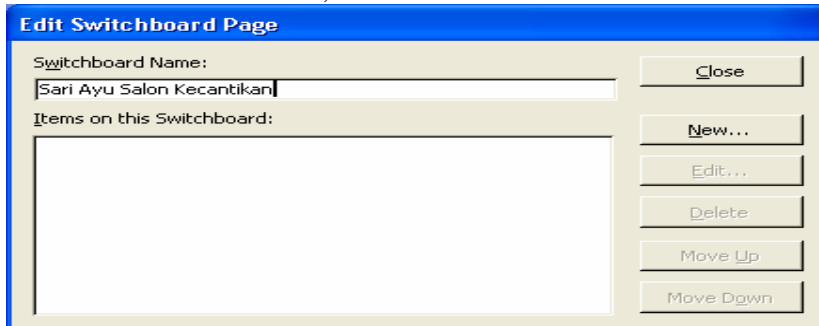 Edit Switchboard Page
Switchboard Name:
Close
Sari Ayu Salon Kecantikan
Items on this Switchboard:
New...
Edit...
Delete
Move Up
Move Down